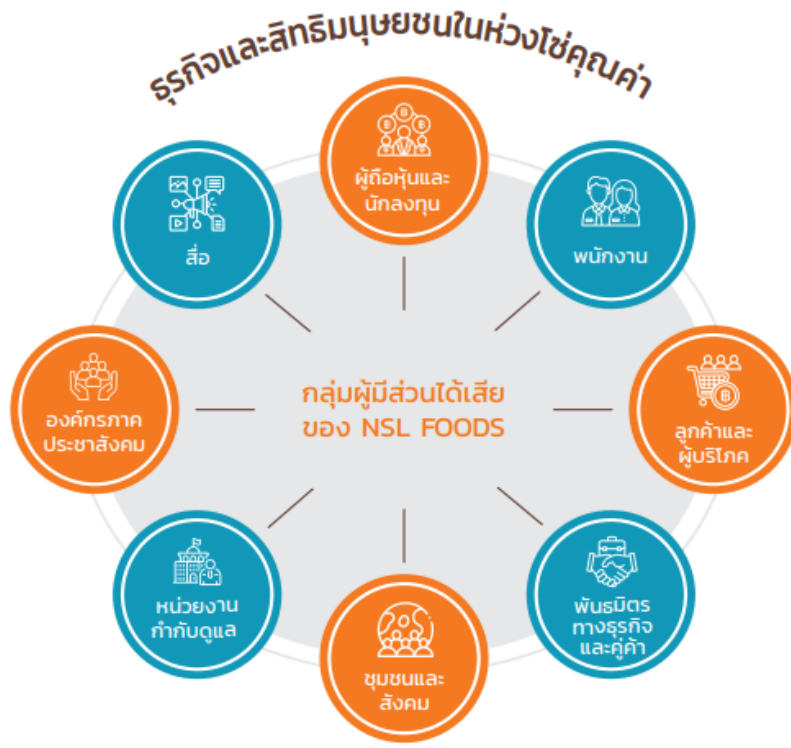 ธุรกิจและสิทธิมนุษยชนในห่วงโซ่คุณค่า
ผู้ถือหุ้นและ
นักลงทุน
พนักงาน
ลูกค้าและ
ผู้บริโภค
พันธมิตร
ทางธุรกิจ
และคู่ค้า
ชุมชนและ
สังคม
หน่วยงาน
กำกับดูแล
องค์กรภาค
ประชาสังคม
สื่อ
กลุ่มผู้มีส่วนได้เสีย
ของ NSL FOODS